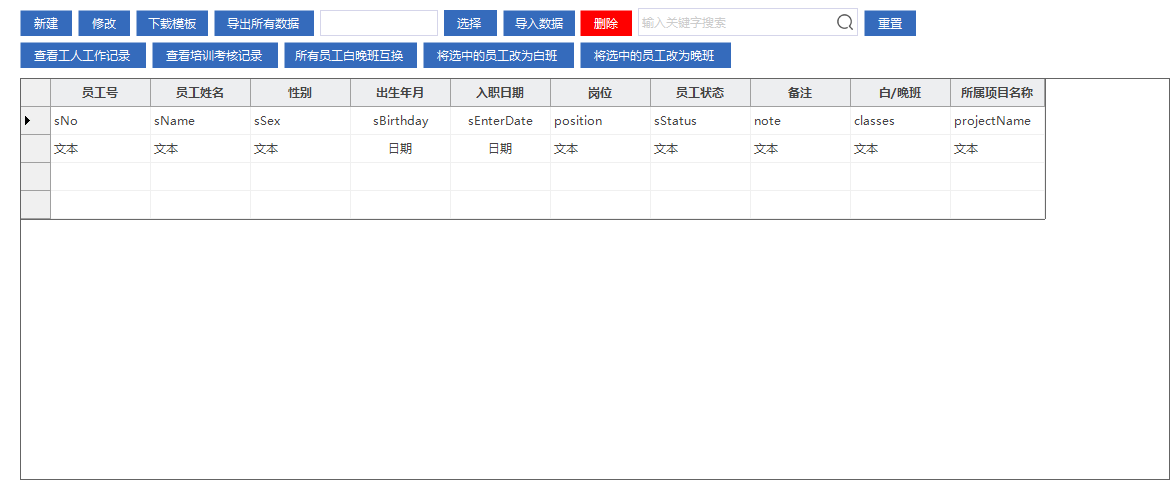 新建 修改 下载模板 导出所有数据 选择 导入数据 删除 输入关键字搜索 重置
查看工人工作记录 查看培训考核记录 所有员工白晚班互换 将选中的员工改为白班 将选中的员工改为晚班
员工号 员工姓名 性别 出生年月 入职日期 岗位 员工状态 备注 白/晚班 所属项目名称
sNo sName sSex sBirthday sEnterDate position sStatus note classes projectName
文本 文本 文本 日期 日期 文本 文本 文本 文本 文本